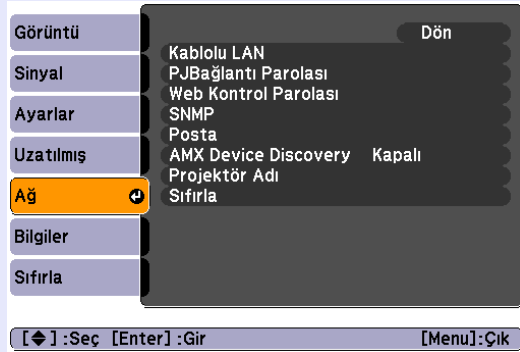 Görüntü
Sinyal
Ayarlar
Uzatılmış
Ağ
Bilgiler
Sıfırla
Dön
Kablolu LAN
PJBağlantı Parolası
Web Kontrol Parolası
SNMP
Posta
AMX Device Discovery Kapalı
Projektör Adı
Sıfırla
[ ] :Seç [Enter] :Gir [Menu]:Çık